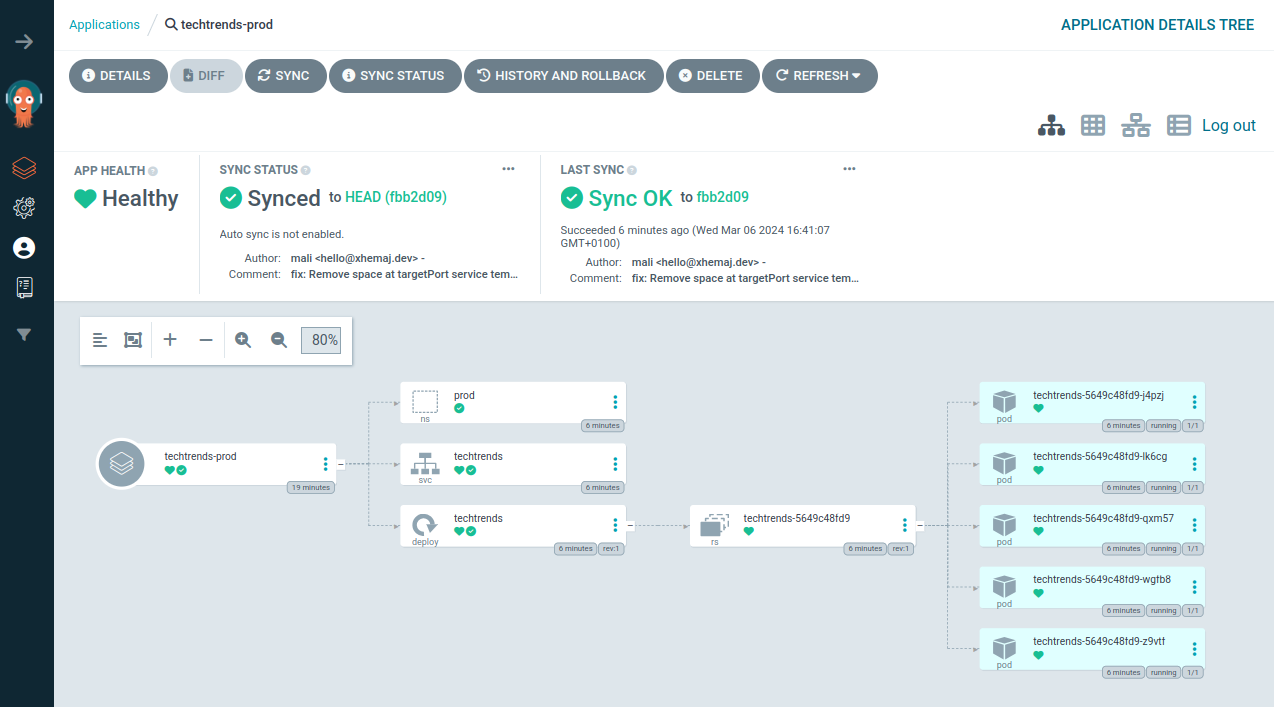 Applications / techtrends-prod
APPLICATION DETAILS TREE
DETAILS DIFF SYNC SYNC STATUS HISTORY AND ROLLBACK DELETE REFRESH
Log out
APP HEALTH
Healthy
SYNC STATUS
Synced to HEAD (fbb2d09)
Auto sync is not enabled.
Author: mali <hello@xhemaj.dev> -
Comment: fix: Remove space at targetPort service tem...
LAST SYNC
Sync OK to fbb2d09
Succeeded 6 minutes ago (Wed Mar 06 2024 16:41:07
GMT+0100)
Author: mali <hello@xhemaj.dev> -
Comment: fix: Remove space at targetPort service tem...
80%
techtrends-prod
19 minutes
prod
ns
6 minutes
techtrends
svc
6 minutes
techtrends
deploy
6 minutes rev:1
techtrends-5649c48fd9
rs
6 minutes rev:1
techtrends-5649c48fd9-j4pzj
pod
6 minutes running 1/1
techtrends-5649c48fd9-lk6cg
pod
6 minutes running 1/1
techtrends-5649c48fd9-qxm57
pod
6 minutes running 1/1
techtrends-5649c48fd9-wgfb8
pod
6 minutes running 1/1
techtrends-5649c48fd9-z9vtf
pod
6 minutes running 1/1